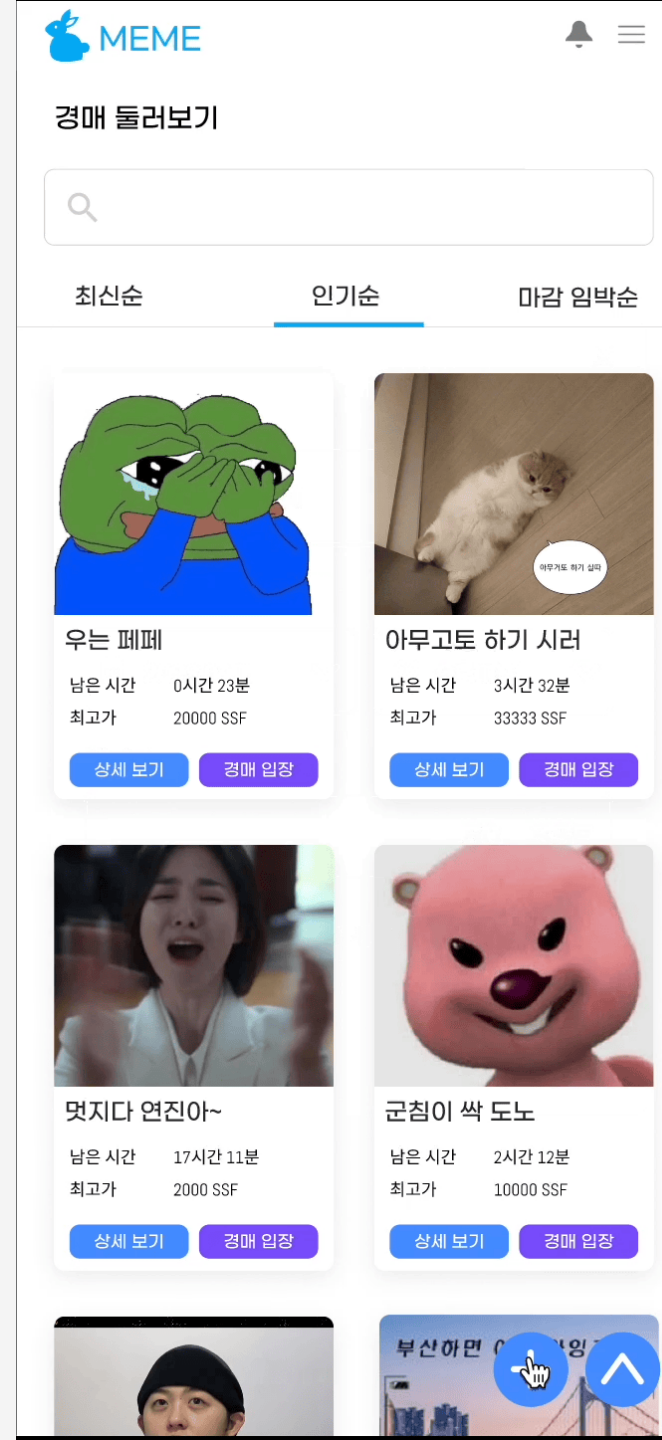 MEME
경매 둘러보기
최신순 인기순 마감 임박순
아무거도 하기 싫따
우는 페페
남은 시간 0시간 23분
최고가 20000 SSF
상세 보기 경매 입장
아무고토 하기 시러
남은 시간 3시간 32분
최고가 33333 SSF
상세 보기 경매 입장
멋지다 연진아~
남은 시간 17시간 11분
최고가 2000 SSF
상세 보기 경매 입장
군침이 싹 도노
남은 시간 2시간 12분
최고가 10000 SSF
상세 보기 경매 입장
부산하면